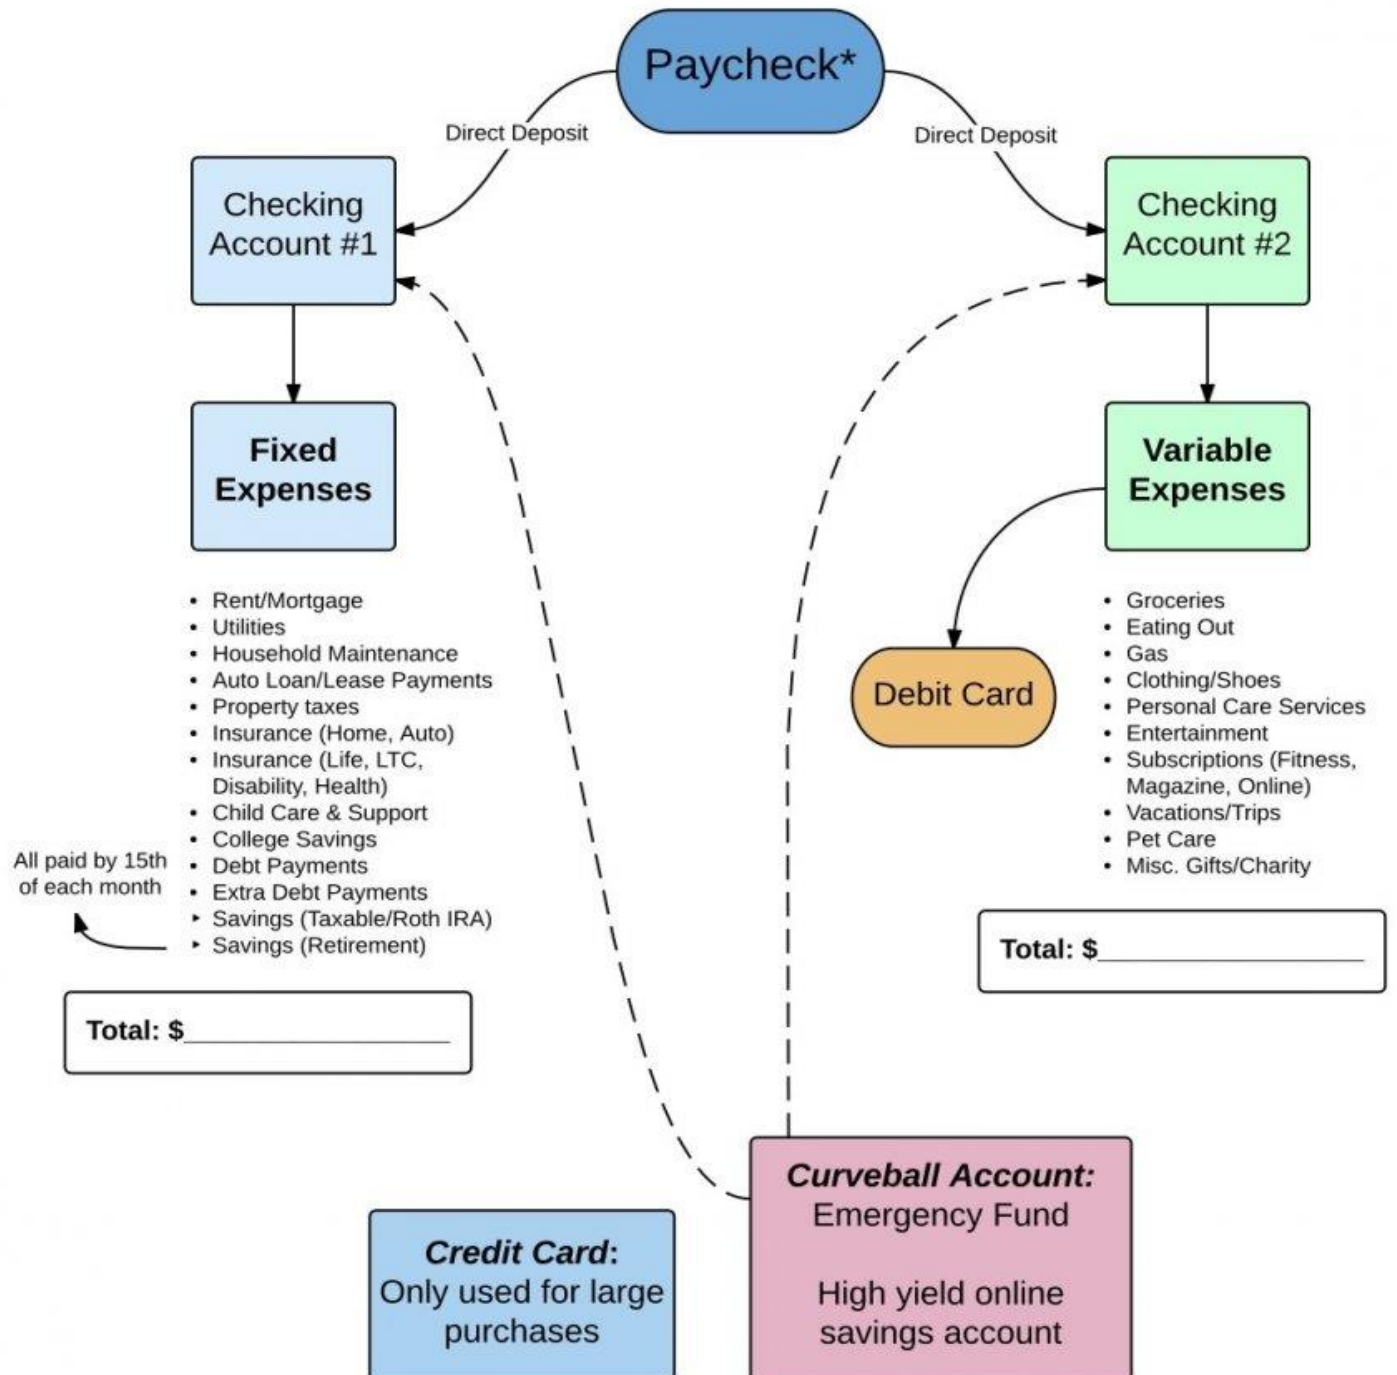 Paycheck*
Direct Deposit
Direct Deposit
Checking
Account #1
Checking
Account #2
Fixed
Expenses
Variable
Expenses
• Rent/Mortgage
• Utilities
• Household Maintenance
• Auto Loan/Lease Payments
• Property taxes
• Insurance (Home, Auto)
• Insurance (Life, LTC,
Disability, Health)
• Child Care & Support
• College Savings
• Debt Payments
• Extra Debt Payments
‣ Savings (Taxable/Roth IRA)
‣ Savings (Retirement)
All paid by 15th
of each month
Total: $____________________
Debit Card
• Groceries
• Eating Out
• Gas
• Clothing/Shoes
• Personal Care Services
• Entertainment
• Subscriptions (Fitness,
Magazine, Online)
• Vacations/Trips
• Pet Care
• Misc. Gifts/Charity
Total: $____________________
Credit Card:
Only used for large
purchases
Curveball Account:
Emergency Fund
High yield online
savings account